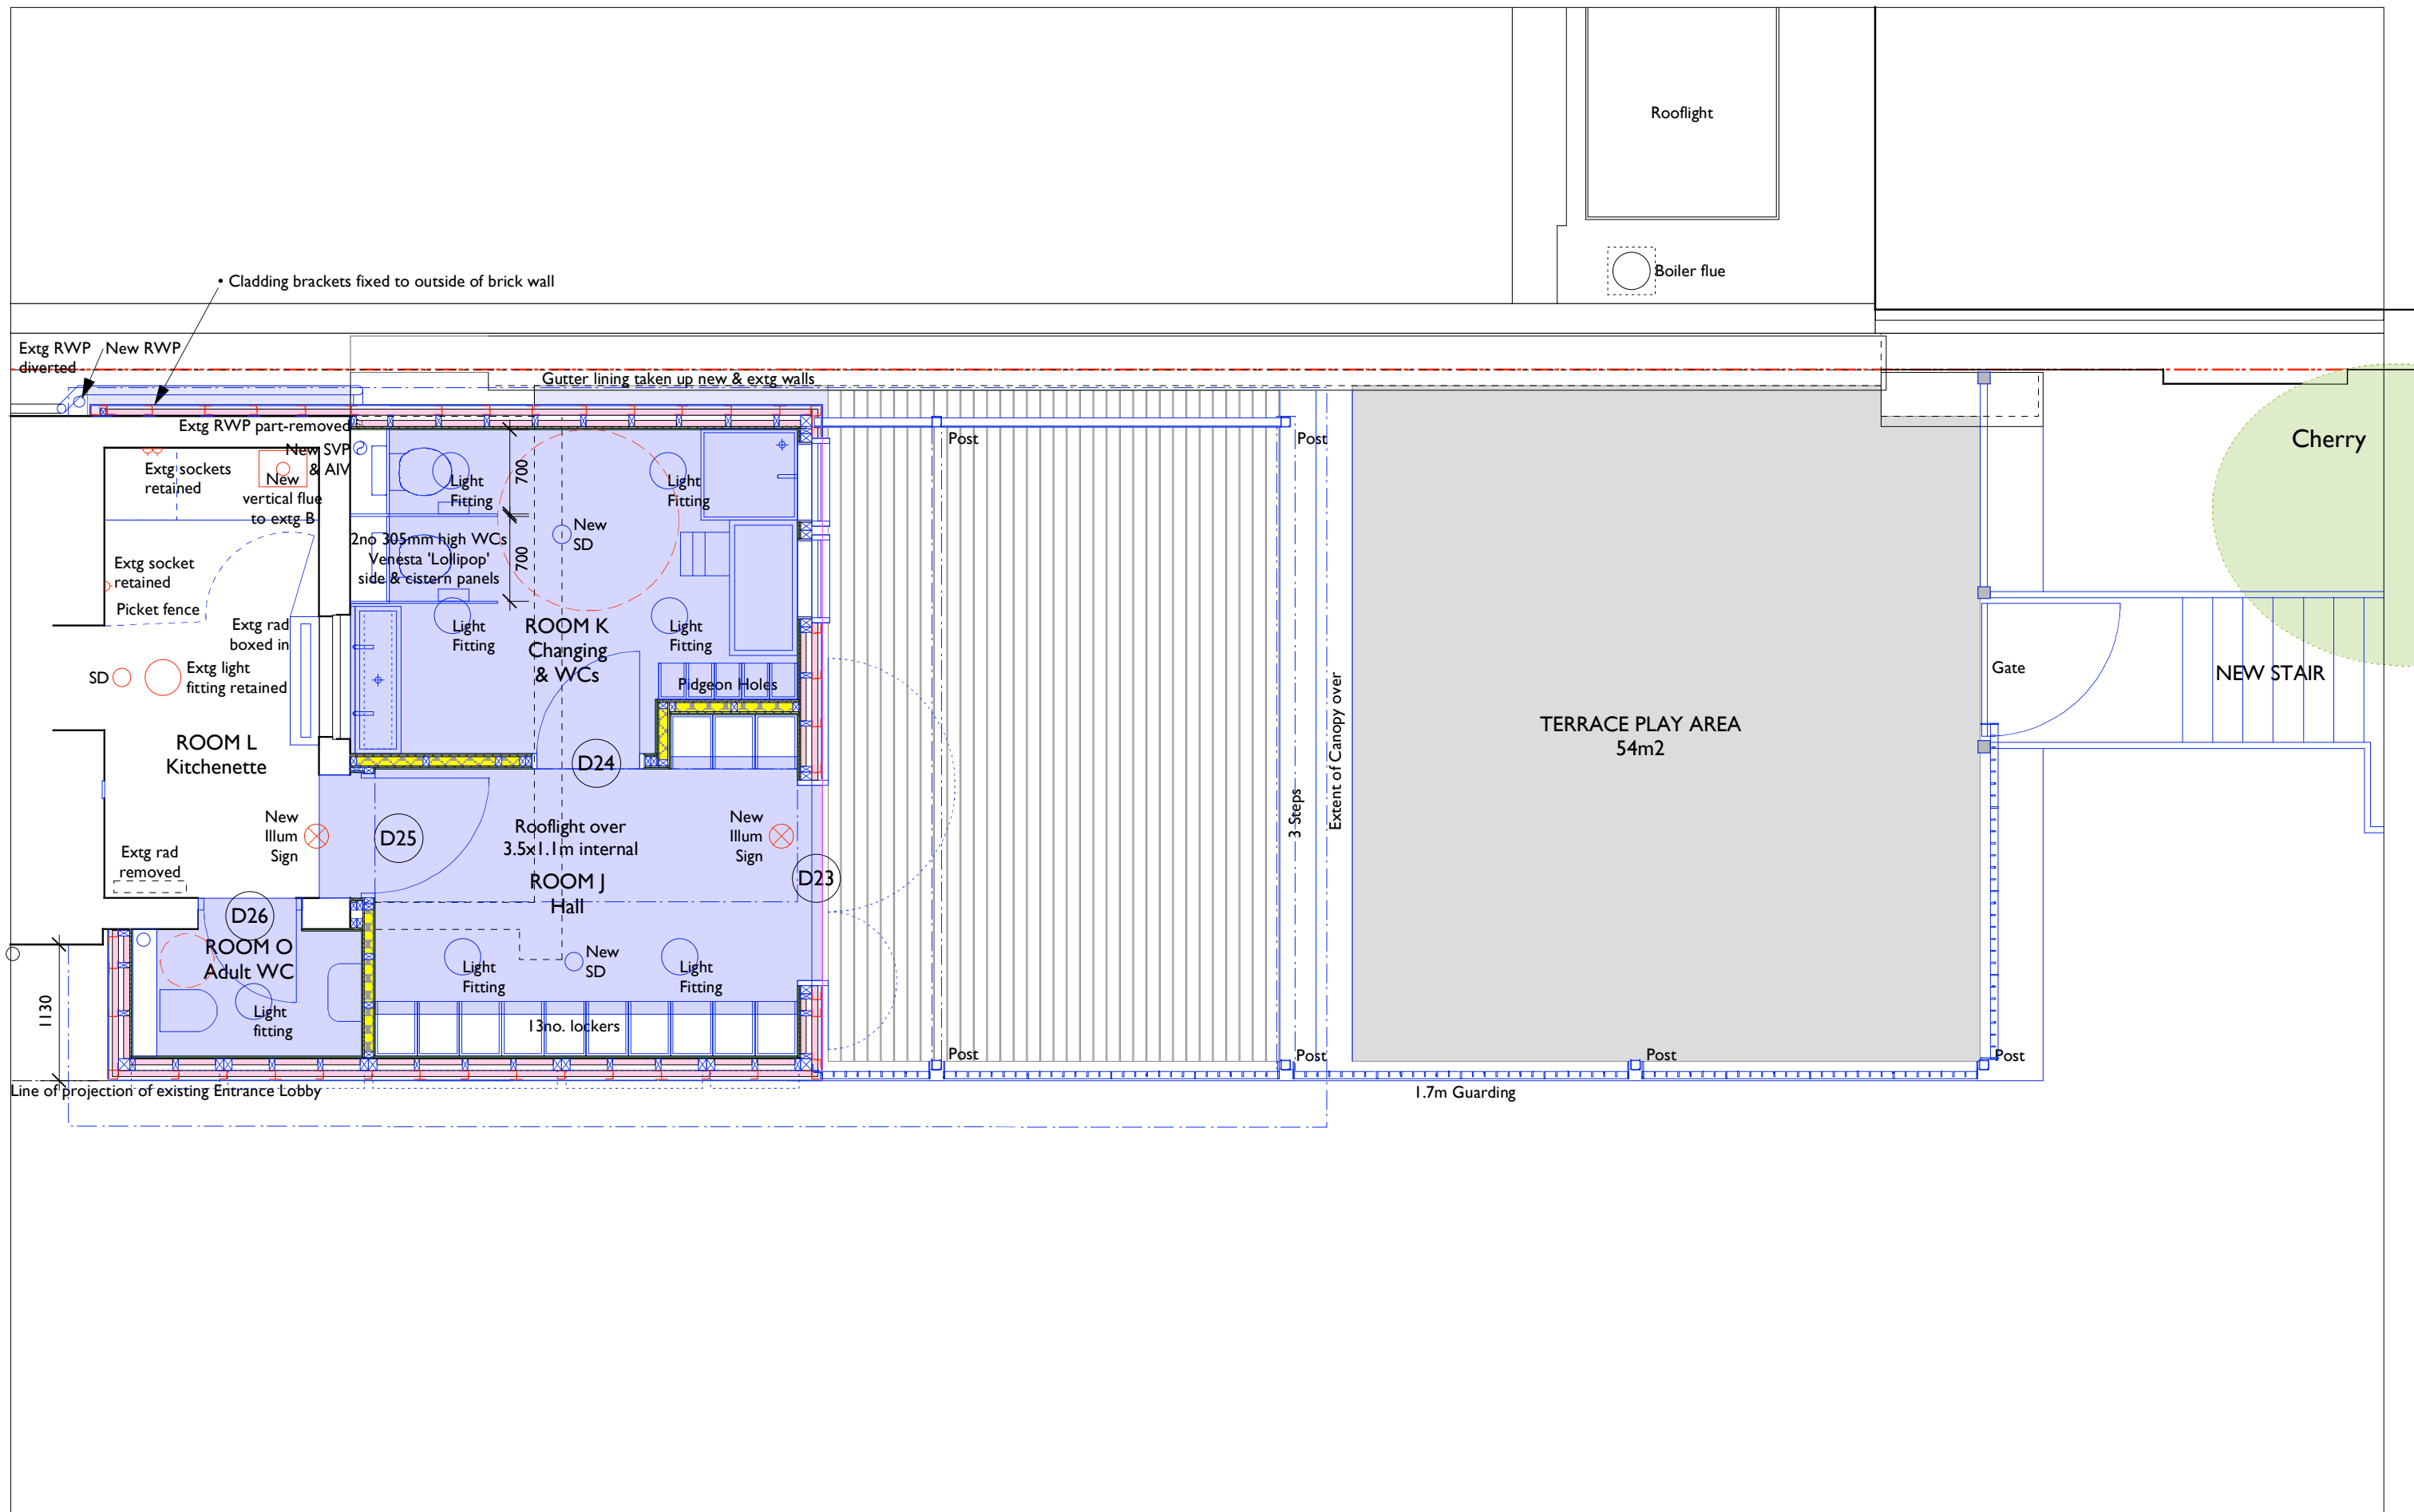 Rooflight
Boiler flue
• Cladding brackets fixed to outside of brick wall
Extg RWP
diverted
New RWP
Gutter lining taken up new & extg walls
Extg RWP part-removed
New SVP
& AIV
Extg sockets
retained
New
vertical flue
to extg B
Extg socket
retained
Picket fence
Extg rad
boxed in
SD
Extg light
fitting retained
ROOM L
Kitchenette
New
Illum
Sign
Extg rad
removed
Light
Fitting
Light
Fitting
700
700
New
SD
2no 305mm high WCs
Venesta 'Lollipop'
side & cistern panels
Light
Fitting
Light
Fitting
ROOM K
Changing
& WCs
Pidgeon Holes
D24
D25
Rooflight over
3.5x1.1m internal
ROOM J
Hall
New
Illum
Sign
D23
D26
ROOM O
Adult WC
Light
fitting
Light
Fitting
New
SD
Light
Fitting
13no. lockers
1130
Line of projection of existing Entrance Lobby
Post
Post
Post
Post
Post
Post
3 Steps
Extent of Canopy over
TERRACE PLAY AREA
54m2
1.7m Guarding
Gate
NEW STAIR
Cherry